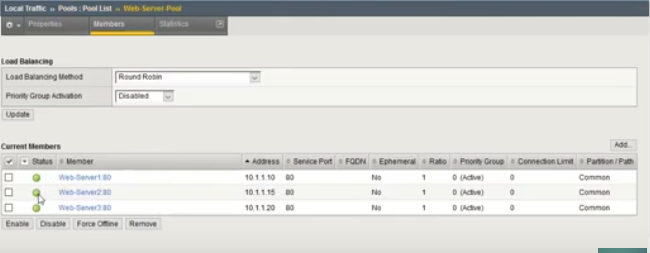 Local Traffic » Pools : Pool List » Web-Server-Pool
Properties Members Statistics
Load Balancing
Load Balancing Method Round Robin
Priority Group Activation Disabled
Update
Current Members Add...
Status Member Address Service Port FQDN Ephemeral Ratio Priority Group Connection Limit Partition / Path
Web-Server1:80 10.1.1.10 80 No 1 0 (Active) 0 Common
Web-Server2:80 10.1.1.15 80 No 1 0 (Active) 0 Common
Web-Server3:80 10.1.1.20 80 No 1 0 (Active) 0 Common
Enable Disable Force Offline Remove